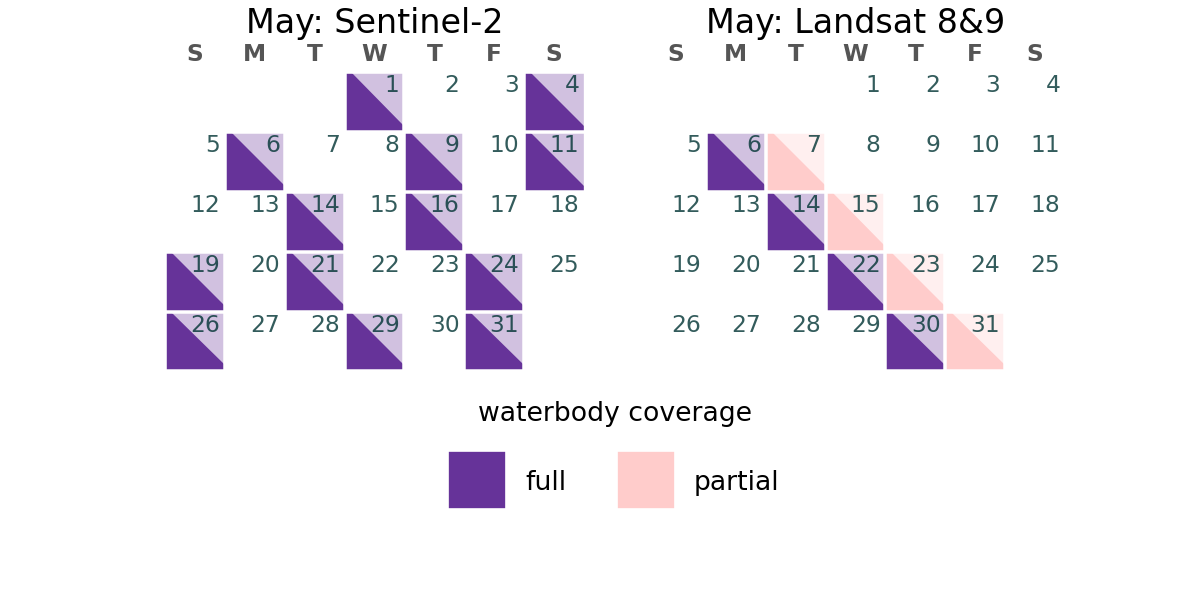 May: Sentinel-2
S M T W T F S
1 2 3 4
5 6 7 8 9 10 11
12 13 14 15 16 17 18
19 20 21 22 23 24 25
26 27 28 29 30 31
May: Landsat 8&9
S M T W T F S
1 2 3 4
5 6 7 8 9 10 11
12 13 14 15 16 17 18
19 20 21 22 23 24 25
26 27 28 29 30 31
waterbody coverage
full
partial